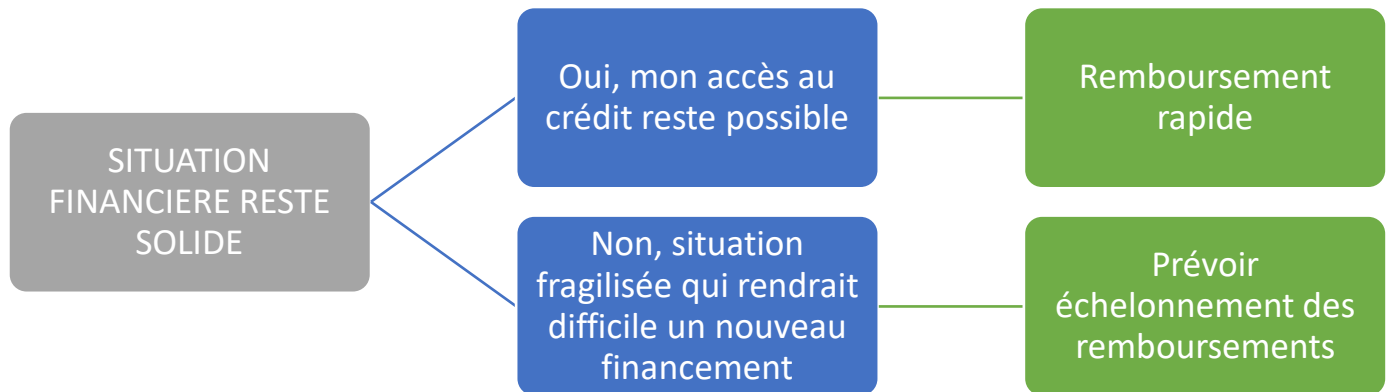 SITUATION
FINANCIERE RESTE
SOLIDE
Oui, mon accès au
crédit reste possible
Remboursement
rapide
Non, situation
fragilisée qui rendrait
difficile un nouveau
financement
Prévoir
échelonnement des
remboursements